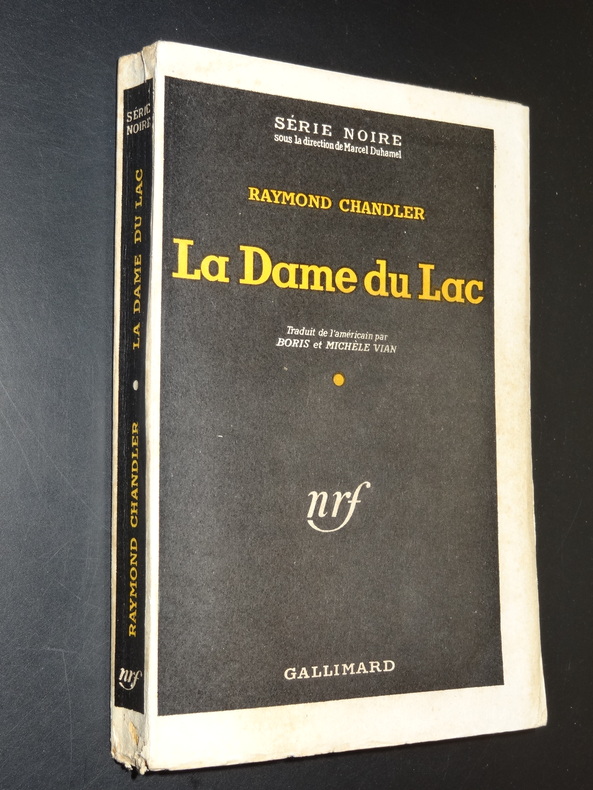 SÉRIE NOIRE
sous la direction de Marcel Duhamel
RAYMOND CHANDLER
La Dame du Lac
Traduit de l'américain par
BORIS et MICHÈLE VIAN
nrf
GALLIMARD
SÉRIE
NOIRE
LA DAME DU LAC
RAYMOND CHANDLER
nrf